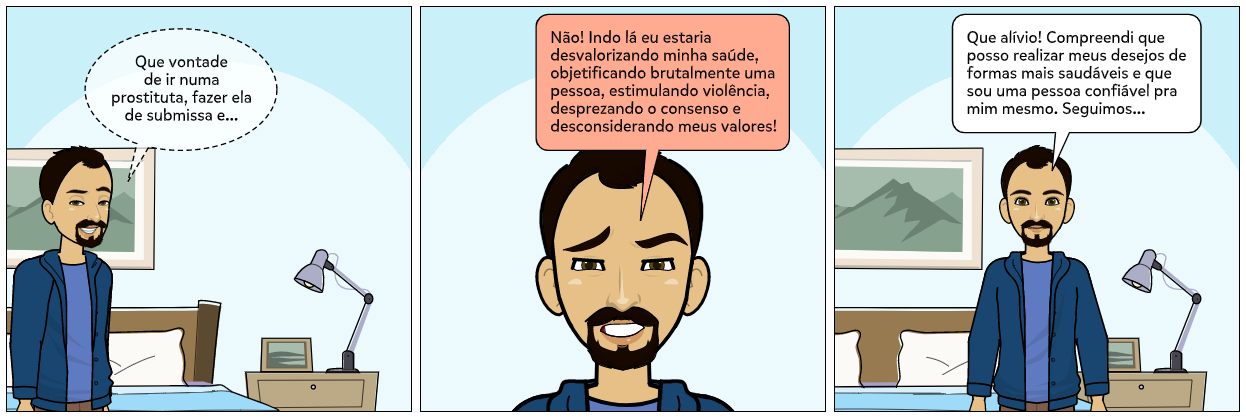 Que vontade
de ir numa
prostituta, fazer ela
de submissa e...
Não! Indo lá eu estaria
desvalorizando minha saúde,
objetificando brutalmente uma
pessoa, estimulando violência,
desprezando o consenso e
desconsiderando meus valores!
Que alívio! Compreendi que
posso realizar meus desejos de
formas mais saudáveis e que
sou uma pessoa confiável pra
mim mesmo. Seguimos...